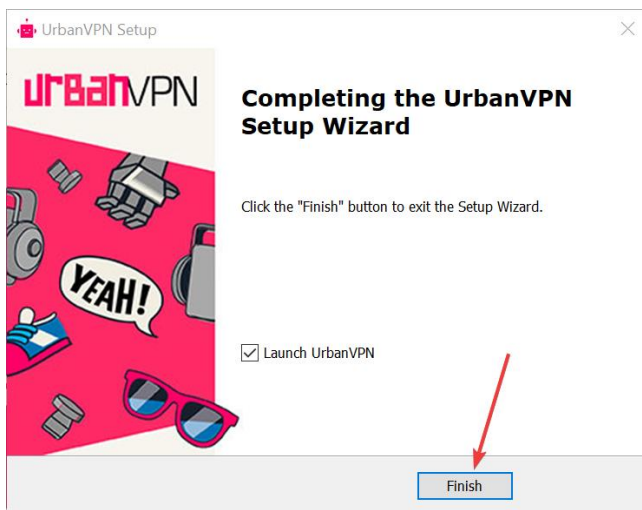 UrbanVPN Setup
UrBanVPN
Completing the UrbanVPN
Setup Wizard
Click the "Finish" button to exit the Setup Wizard.
YEAH!
Launch UrbanVPN
Finish